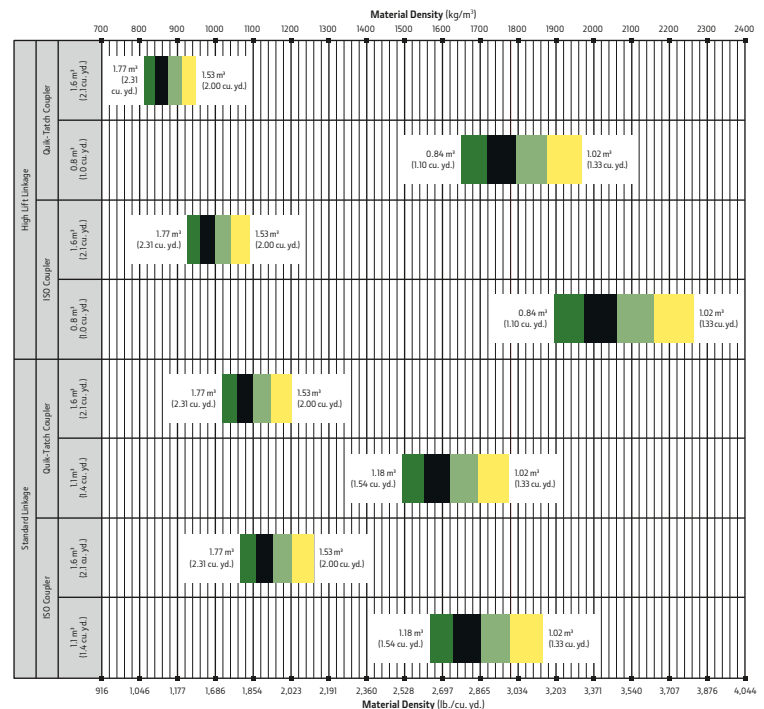 Material Density (kg/m³)
700 800 900 1000 1100 1200 1300 1400 1500 1600 1700 1800 1900 2000 2100 2200 2300 2400
High Lift Linkage
Quik-Tatch Coupler
1.6 m³
(2.1 cu. yd.)
1.77 m³
(2.31
cu. yd.)
1.53 m³
(2.00 cu. yd.)
0.8 m³
(1.0 cu. yd.)
0.84 m³
(1.10 cu. yd.)
1.02 m³
(1.33 cu. yd.)
ISO Coupler
1.6 m³
(2.1 cu. yd.)
1.77 m³
(2.31 cu. yd.)
1.53 m³
(2.00 cu. yd.)
0.8 m³
(1.0 cu. yd.)
0.84 m³
(1.10 cu. yd.)
1.02 m³
(1.33 cu. yd.)
Standard Linkage
Quik-Tatch Coupler
1.6 m³
(2.1 cu. yd.)
1.77 m³
(2.31 cu. yd.)
1.53 m³
(2.00 cu. yd.)
1.1 m³
(1.4 cu. yd.)
1.18 m³
(1.54 cu. yd.)
1.02 m³
(1.33 cu. yd.)
ISO Coupler
1.6 m³
(2.1 cu. yd.)
1.77 m³
(2.31 cu. yd.)
1.53 m³
(2.00 cu. yd.)
1.1 m³
(1.4 cu. yd.)
1.18 m³
(1.54 cu. yd.)
1.02 m³
(1.33 cu. yd.)
916 1,046 1,177 1,686 1,854 2,023 2,191 2,360 2,528 2,697 2,865 3,034 3,203 3,371 3,540 3,707 3,876 4,044
Material Density (lb./cu. yd.)